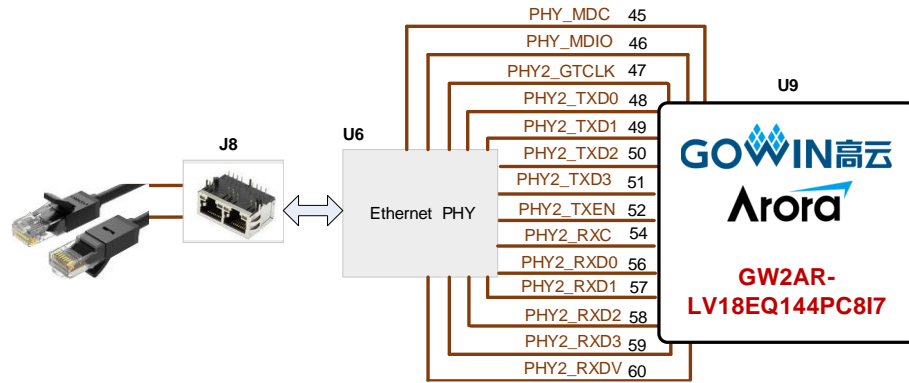 PHY_MDC 45
PHY_MDIO 46
PHY2_GTCLK 47
U9
PHY2_TXD0 48
PHY2_TXD1 49
J8
U6
PHY2_TXD2 50
GOWIN高云
PHY2_TXD3 51
Arora
Ethernet PHY
PHY2_TXEN 52
PHY2_RXC 54
PHY2_RXD0 56
GW2AR-
PHY2_RXD1 57
LV18EQ144PC8I7
PHY2_RXD2 58
PHY2_RXD3 59
PHY2_RXDV 60